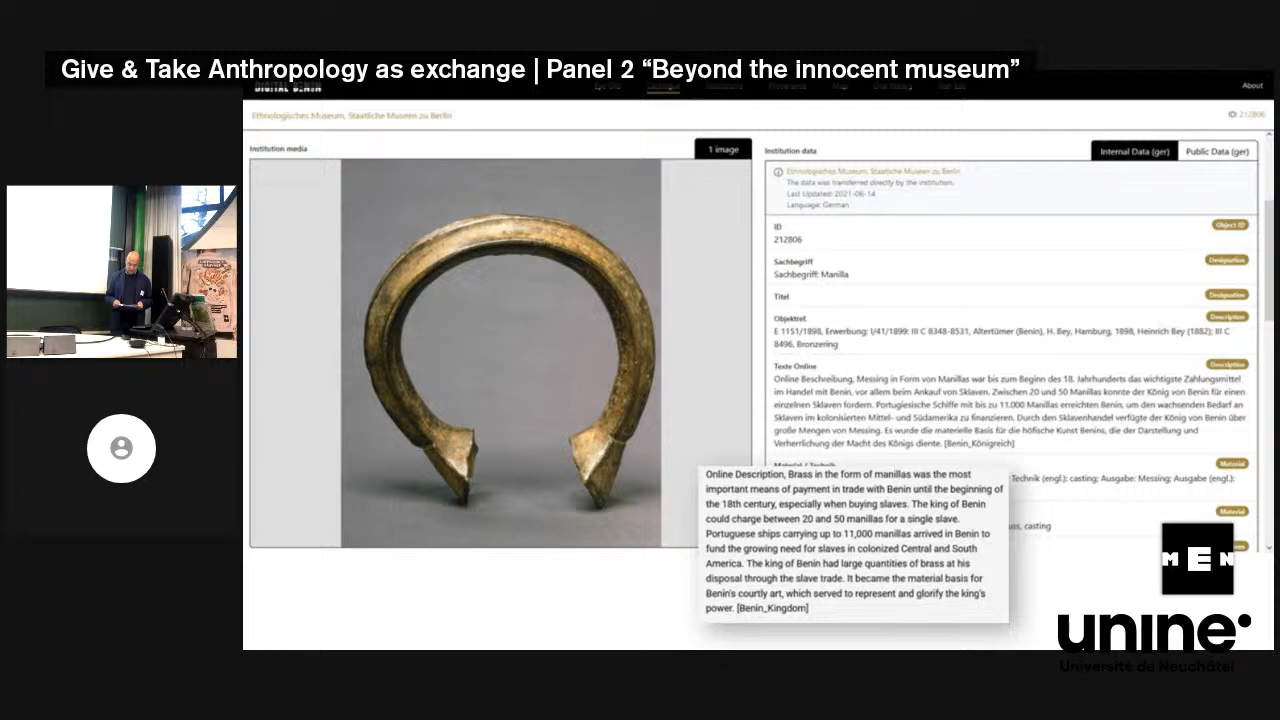 Give & Take Anthropology as exchange | Panel 2 “Beyond the innocent museum”
DIGITAL BENIN
About
Ethnologisches Museum, Staatliche Museen zu Berlin
ID: 212806
Institution media
1 image
Institution data
Internal Data (ger)
Public Data (ger)
Ethnologisches Museum, Staatliche Museen zu Berlin
The data was transferred directly by the institution.
Last Updated: 2021-06-14
Language: German
ID
Object ID
212806
Sachbegriff
Designation
Sachbegriff: Manilla
Titel
Designation
Objektref.
Description
E 1151/1898, Erwerbung: I/41/1899: III C 8348-8531, Altertümer (Benin), H. Bey, Hamburg, 1898, Heinrich Bey (1882); III C
8496, Bronzering
Texte Online
Description
Online Beschreibung, Messing in Form von Manillas war bis zum Beginn des 18. Jahrhunderts das wichtigste Zahlungsmittel
im Handel mit Benin, vor allem beim Ankauf von Sklaven. Zwischen 20 und 50 Manillas konnte der König von Benin für einen
einzelnen Sklaven fordern. Portugiesische Schiffe mit bis zu 11.000 Manillas erreichten Benin, um den wachsenden Bedarf an
Sklaven im kolonisierten Mittel- und Südamerika zu finanzieren. Durch den Sklavenhandel verfügte der König von Benin über
große Mengen von Messing. Es wurde die materielle Basis für die höfische Kunst Benins, die der Darstellung und
Verherrlichung der Macht des Königs diente. [Benin_Königreich]
Material / Technik
Material
Technik (engl.): casting; Ausgabe: Messing; Ausgabe (engl.):
Material
casting
Online Description, Brass in the form of manillas was the most
important means of payment in trade with Benin until the beginning of
the 18th century, especially when buying slaves. The king of Benin
could charge between 20 and 50 manillas for a single slave.
Portuguese ships carrying up to 11,000 manillas arrived in Benin to
fund the growing need for slaves in colonized Central and South
America. The king of Benin had large quantities of brass at his
disposal through the slave trade. It became the material basis for
Benin's courtly art, which served to represent and glorify the king's
power. [Benin_Kingdom]
MEN
unine
Université de Neuchâtel